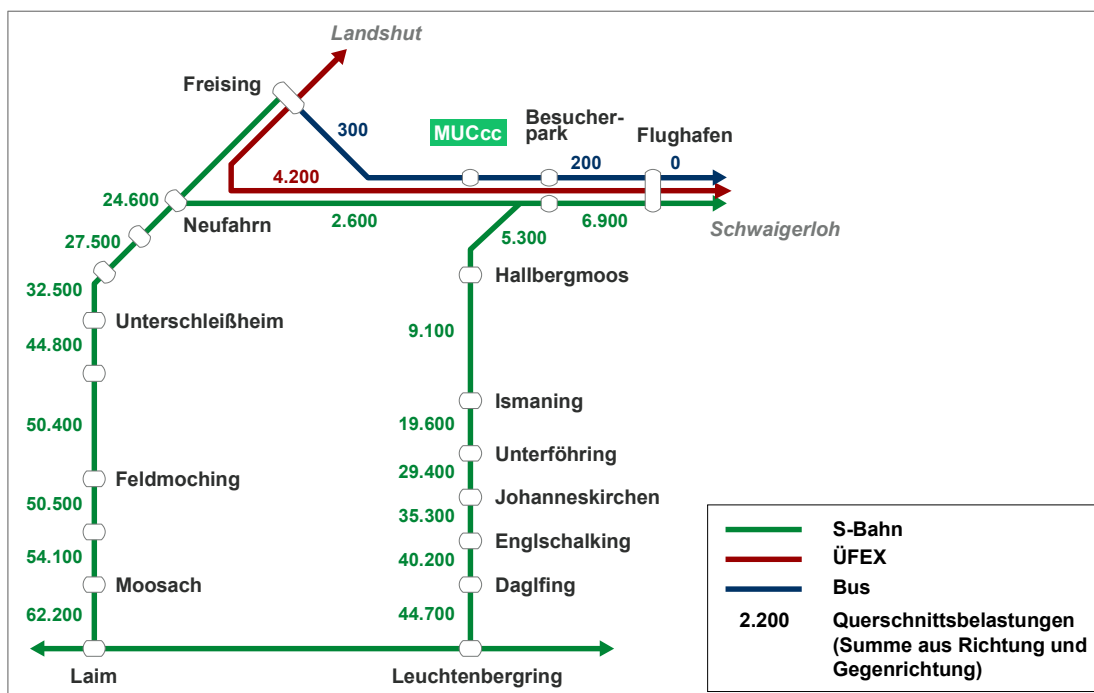 Landshut
Freising
MUCcc
Besucher-
park
Flughafen
300
200
0
4.200
24.600
Neufahrn
2.600
6.900
Schwaigerloh
27.500
5.300
32.500
Hallbergmoos
Unterschleißheim
44.800
9.100
Ismaning
50.400
19.600
Unterföhring
Feldmoching
29.400
Johanneskirchen
50.500
35.300
Englschalking
54.100
40.200
Moosach
Daglfing
62.200
44.700
Laim
Leuchtenbergring
S-Bahn
ÜFEX
Bus
2.200 Querschnittsbelastungen
(Summe aus Richtung und
Gegenrichtung)